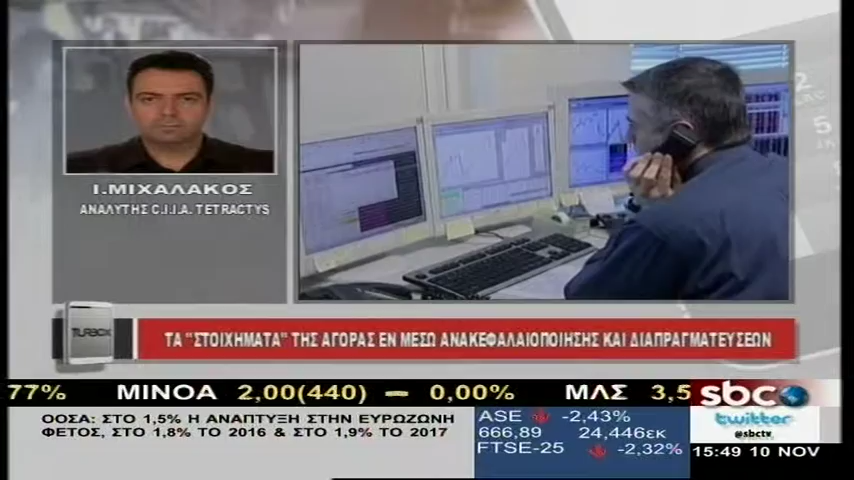 Ι.ΜΙΧΑΛΑΚΟΣ
ΑΝΑΛΥΤΗΣ C.I.I.A. TETRACTYS
TURBOX
ΤΑ "ΣΤΟΙΧΗΜΑΤΑ" ΤΗΣ ΑΓΟΡΑΣ ΕΝ ΜΕΣΩ ΑΝΑΚΕΦΑΛΑΙΟΠΟΙΗΣΗΣ ΚΑΙ ΔΙΑΠΡΑΓΜΑΤΕΥΣΕΩΝ
77% ΜΙΝΟΑ 2,00(440) 0,00% ΜΛΣ 3,5
sbc
ΟΟΣΑ: ΣΤΟ 1,5% Η ΑΝΑΠΤΥΞΗ ΣΤΗΝ ΕΥΡΩΖΩΝΗ
ΦΕΤΟΣ, ΣΤΟ 1,8% ΤΟ 2016 & ΣΤΟ 1,9% ΤΟ 2017
ASE -2,43%
666,89 24,446εκ
FTSE-25 -2,32%
twitter
@sbctv
15:49 10 NOV